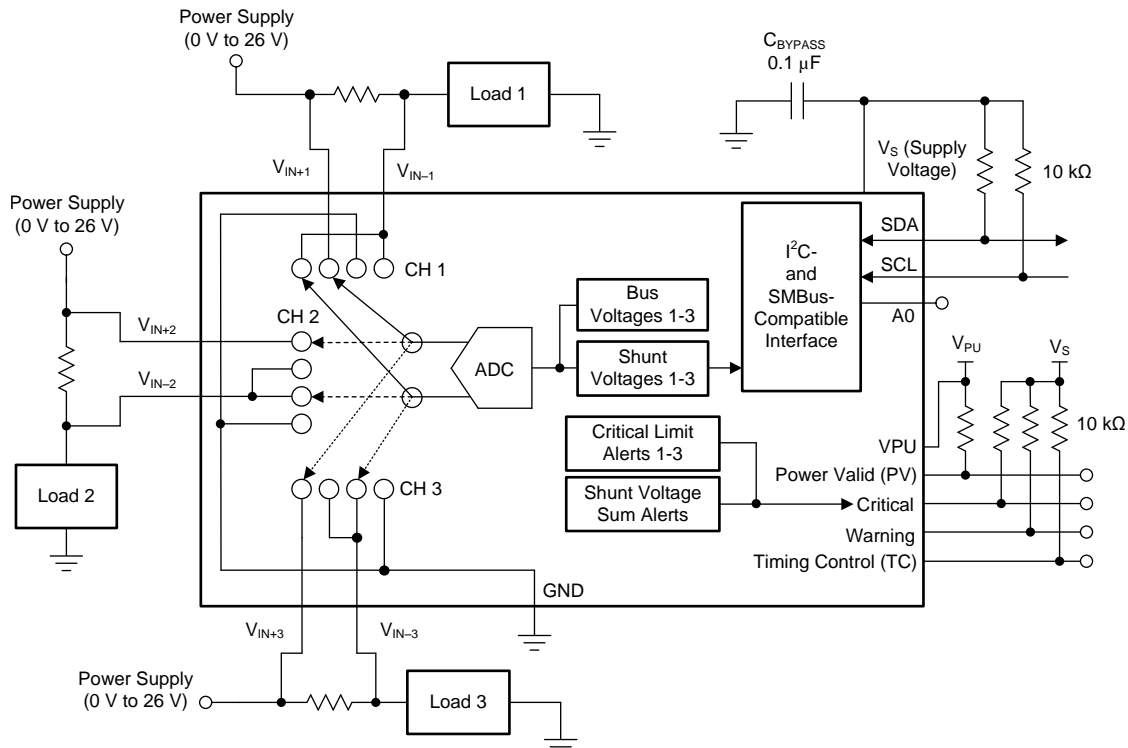 Power Supply
(0 V to 26 V)
Load 1
C_BYPASS
0.1 µF
V_IN+1
V_IN–1
V_S (Supply
Voltage)
10 kΩ
Power Supply
(0 V to 26 V)
CH 1
SDA
SCL
A0
I²C-
and
SMBus-
Compatible
Interface
Bus
Voltages 1-3
Shunt
Voltages 1-3
ADC
CH 2
V_IN+2
V_IN–2
V_PU
V_S
10 kΩ
Critical Limit
Alerts 1-3
Shunt Voltage
Sum Alerts
VPU
Power Valid (PV)
Critical
Warning
Timing Control (TC)
Load 2
CH 3
GND
V_IN+3
V_IN–3
Power Supply
(0 V to 26 V)
Load 3